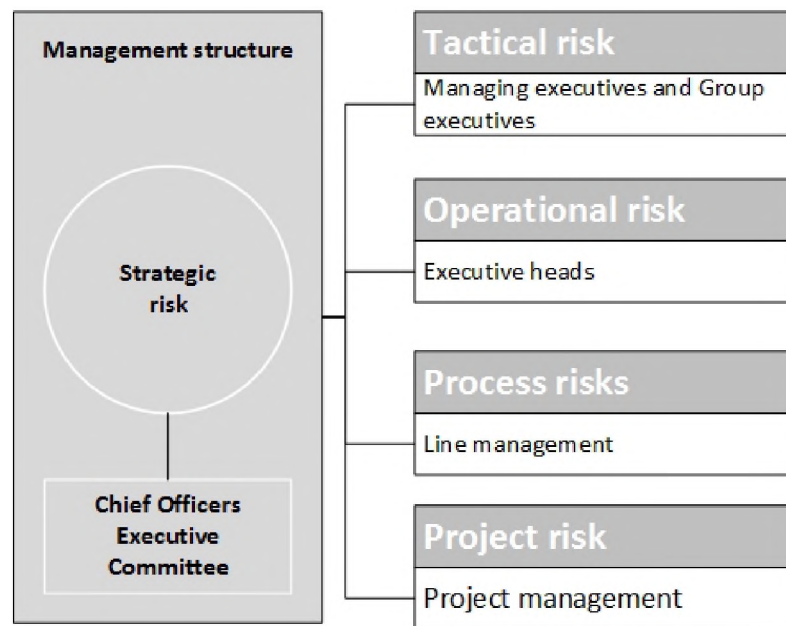 Management structure
Strategic
risk
Chief Officers
Executive
Committee
Tactical risk
Managing executives and Group
executives
Operational risk
Executive heads
Process risks
Line management
Project risk
Project management